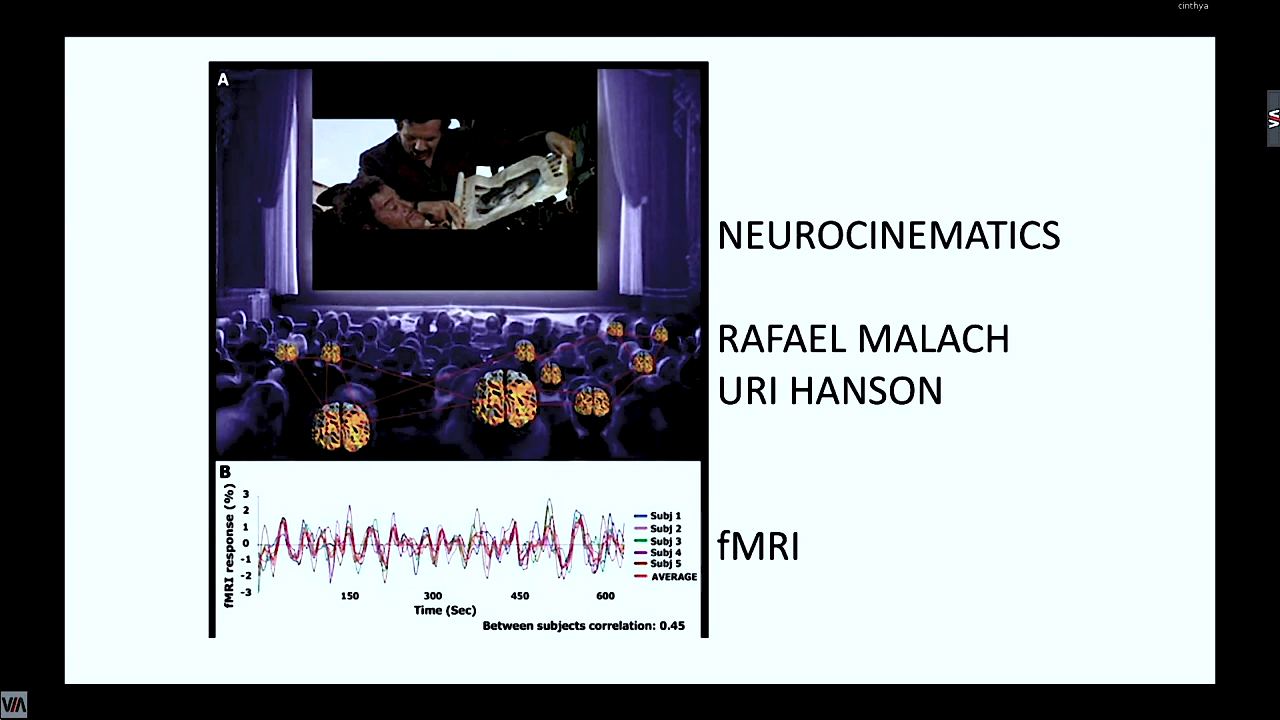 cinthya
A
NEUROCINEMATICS
RAFAEL MALACH
URI HANSON
fMRI
B
fMRI response (%)
3
2
1
0
-1
-2
-3
150
300
450
600
Time (Sec)
Subj 1
Subj 2
Subj 3
Subj 4
Subj 5
AVERAGE
Between subjects correlation: 0.45
VIA
VIA